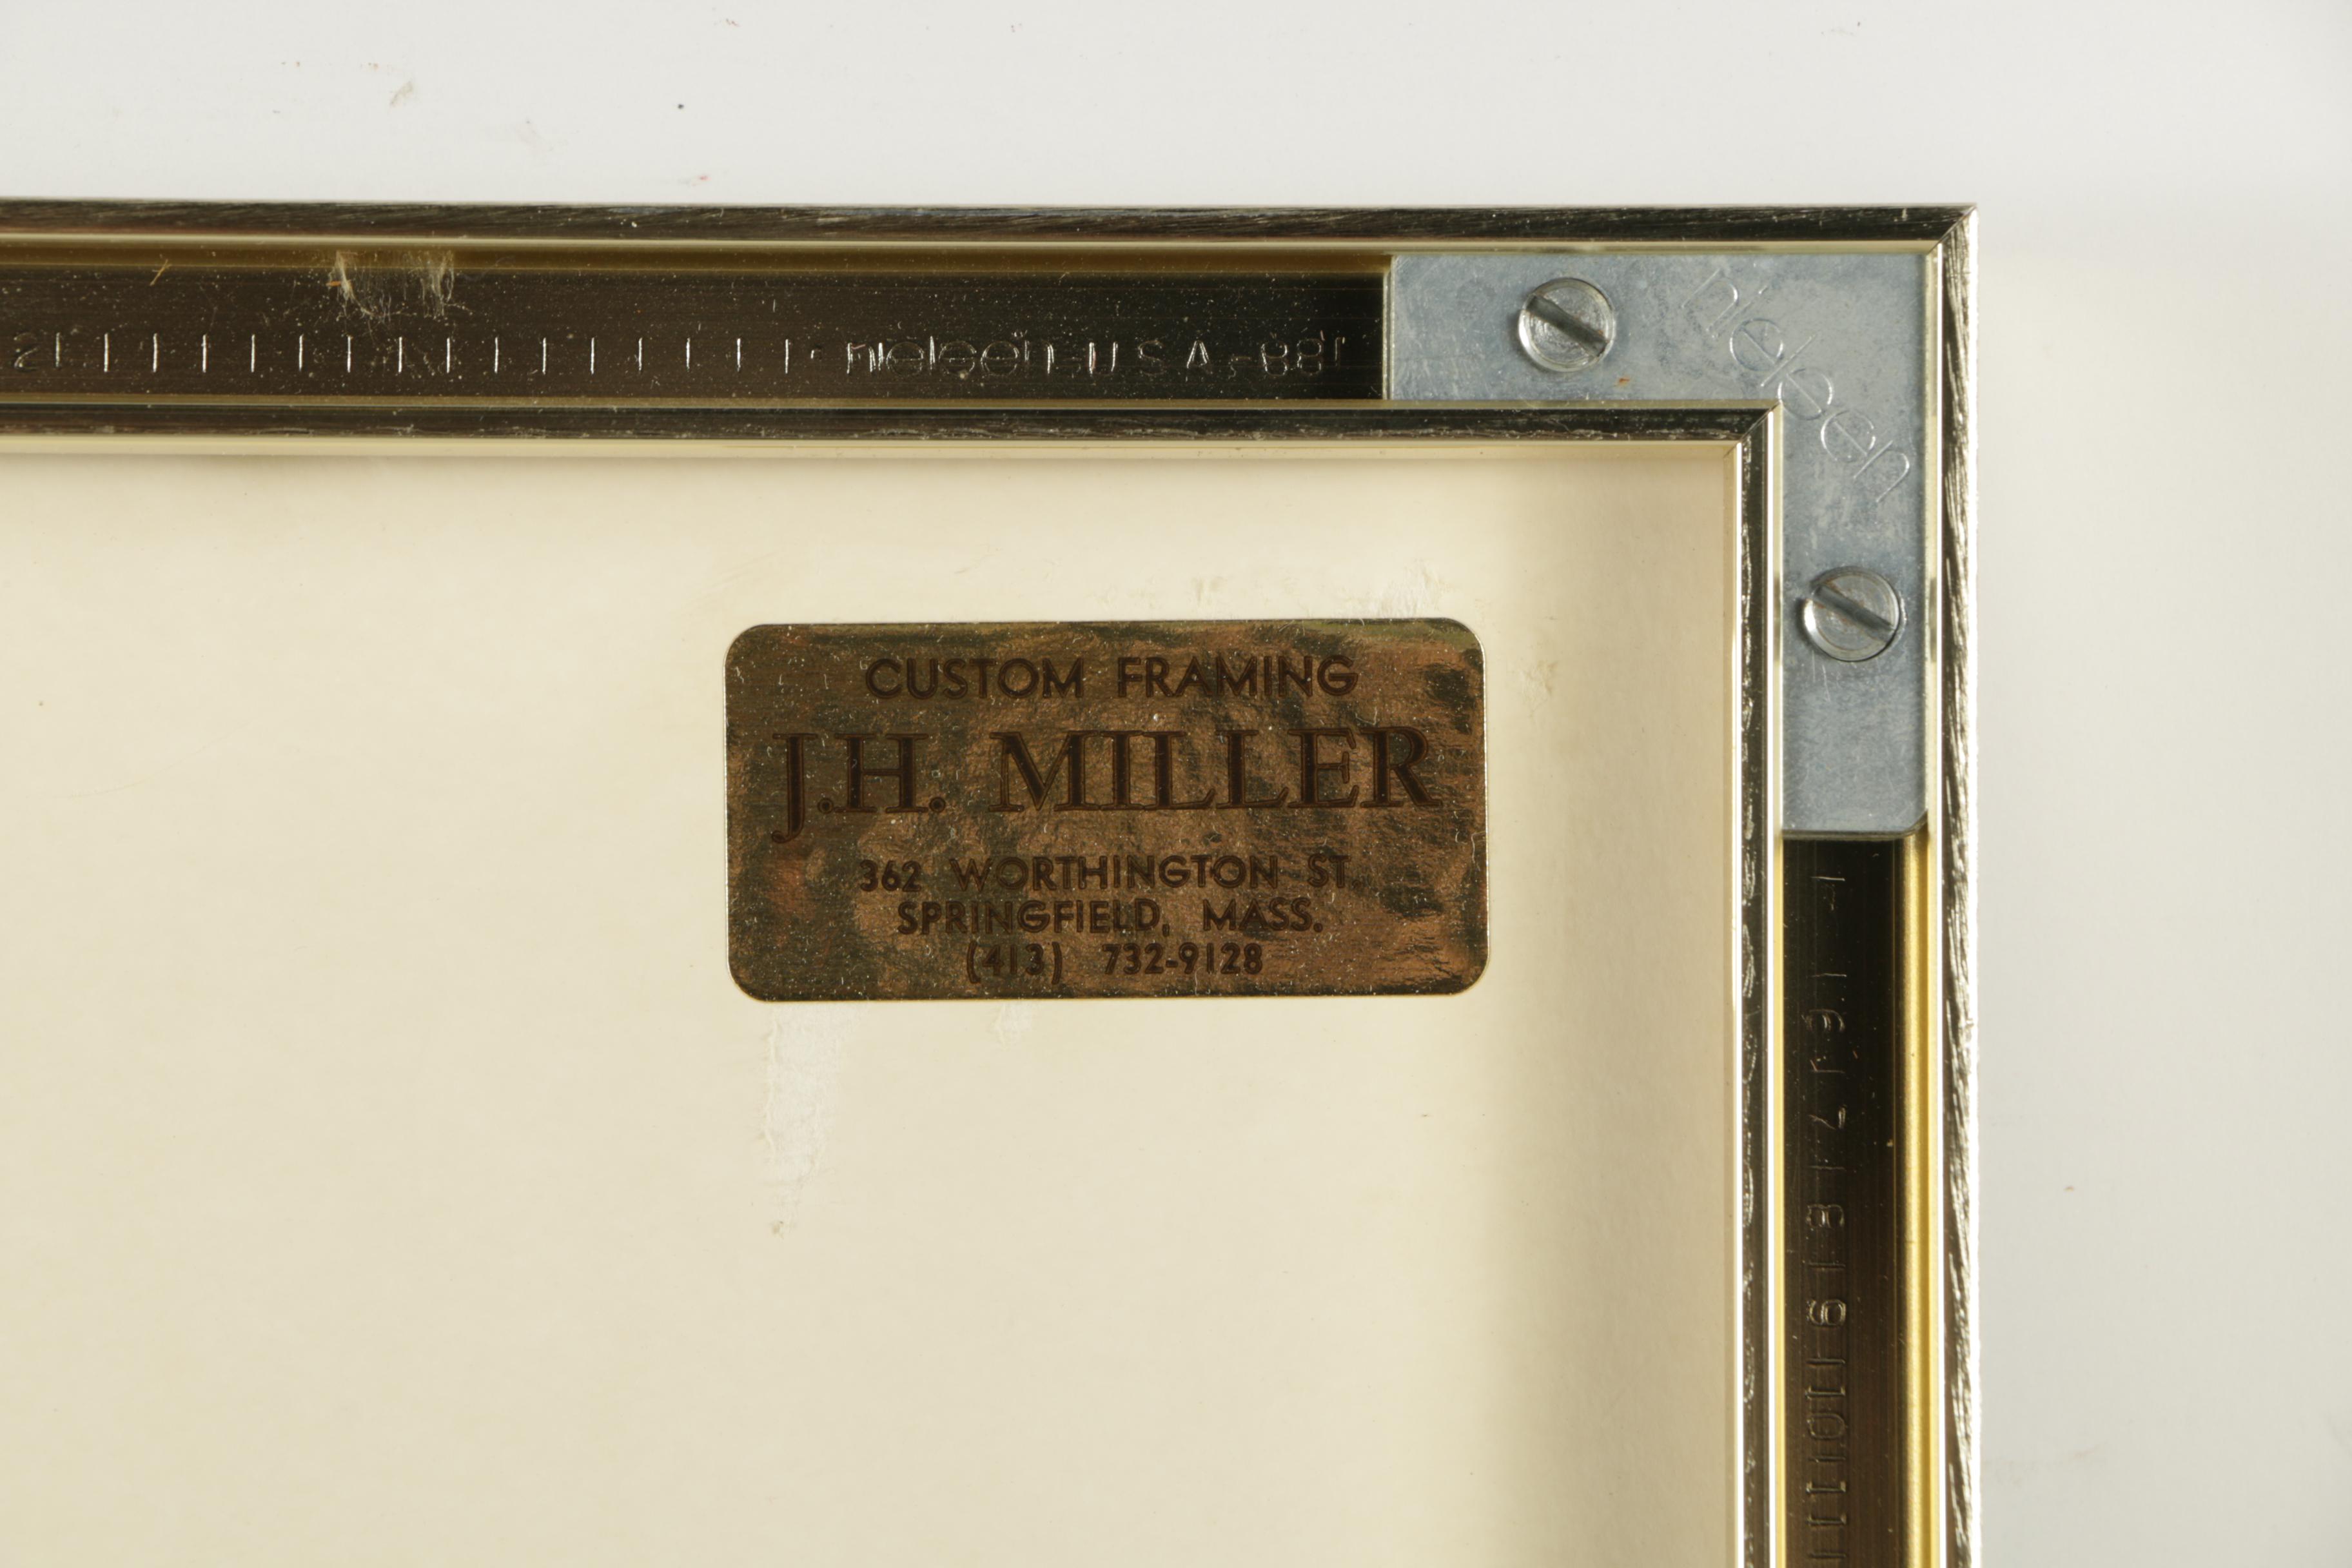 nielsen U S A
nielsen
CUSTOM FRAMING
J.H. MILLER
362 WORTHINGTON ST.
SPRINGFIELD, MASS.
(413) 732-9128